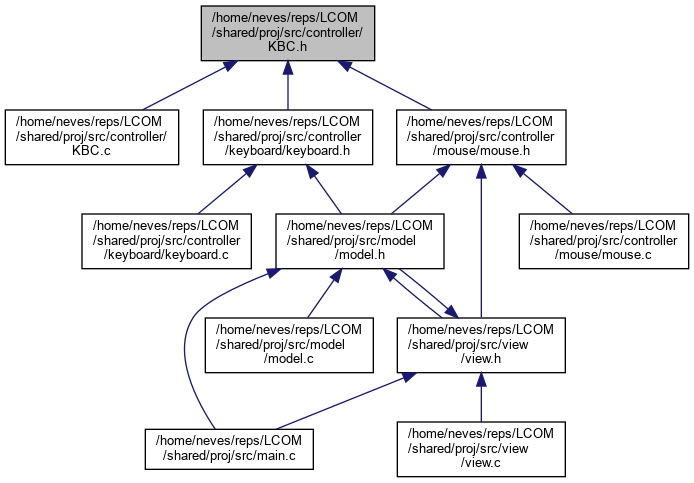 /home/neves/reps/LCOM
/shared/proj/src/controller/
KBC.h
/home/neves/reps/LCOM
/shared/proj/src/controller/
KBC.c
/home/neves/reps/LCOM
/shared/proj/src/controller
/keyboard/keyboard.h
/home/neves/reps/LCOM
/shared/proj/src/controller
/mouse/mouse.h
/home/neves/reps/LCOM
/shared/proj/src/controller
/keyboard/keyboard.c
/home/neves/reps/LCOM
/shared/proj/src/model
/model.h
/home/neves/reps/LCOM
/shared/proj/src/controller
/mouse/mouse.c
/home/neves/reps/LCOM
/shared/proj/src/model
/model.c
/home/neves/reps/LCOM
/shared/proj/src/view
/view.h
/home/neves/reps/LCOM
/shared/proj/src/main.c
/home/neves/reps/LCOM
/shared/proj/src/view
/view.c